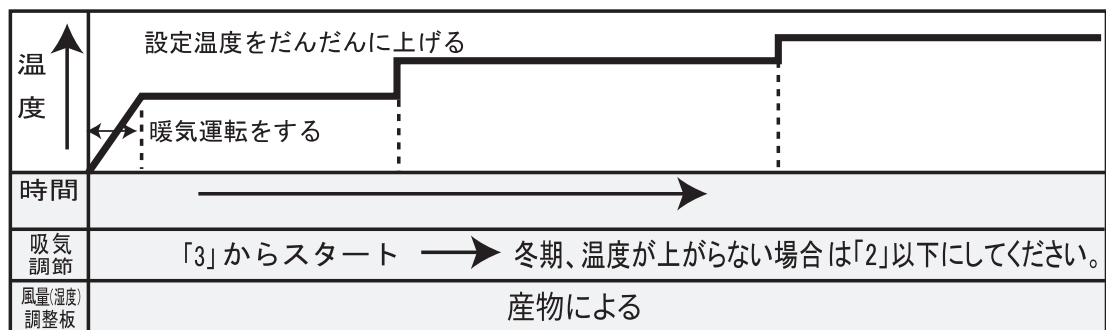 設定温度をだんだんに上げる
温度
暖気運転をする
時間
吸気
調節
「3」からスタート
冬期、温度が上がらない場合は「2」以下にしてください。
風量(湿度)
調整板
産物による